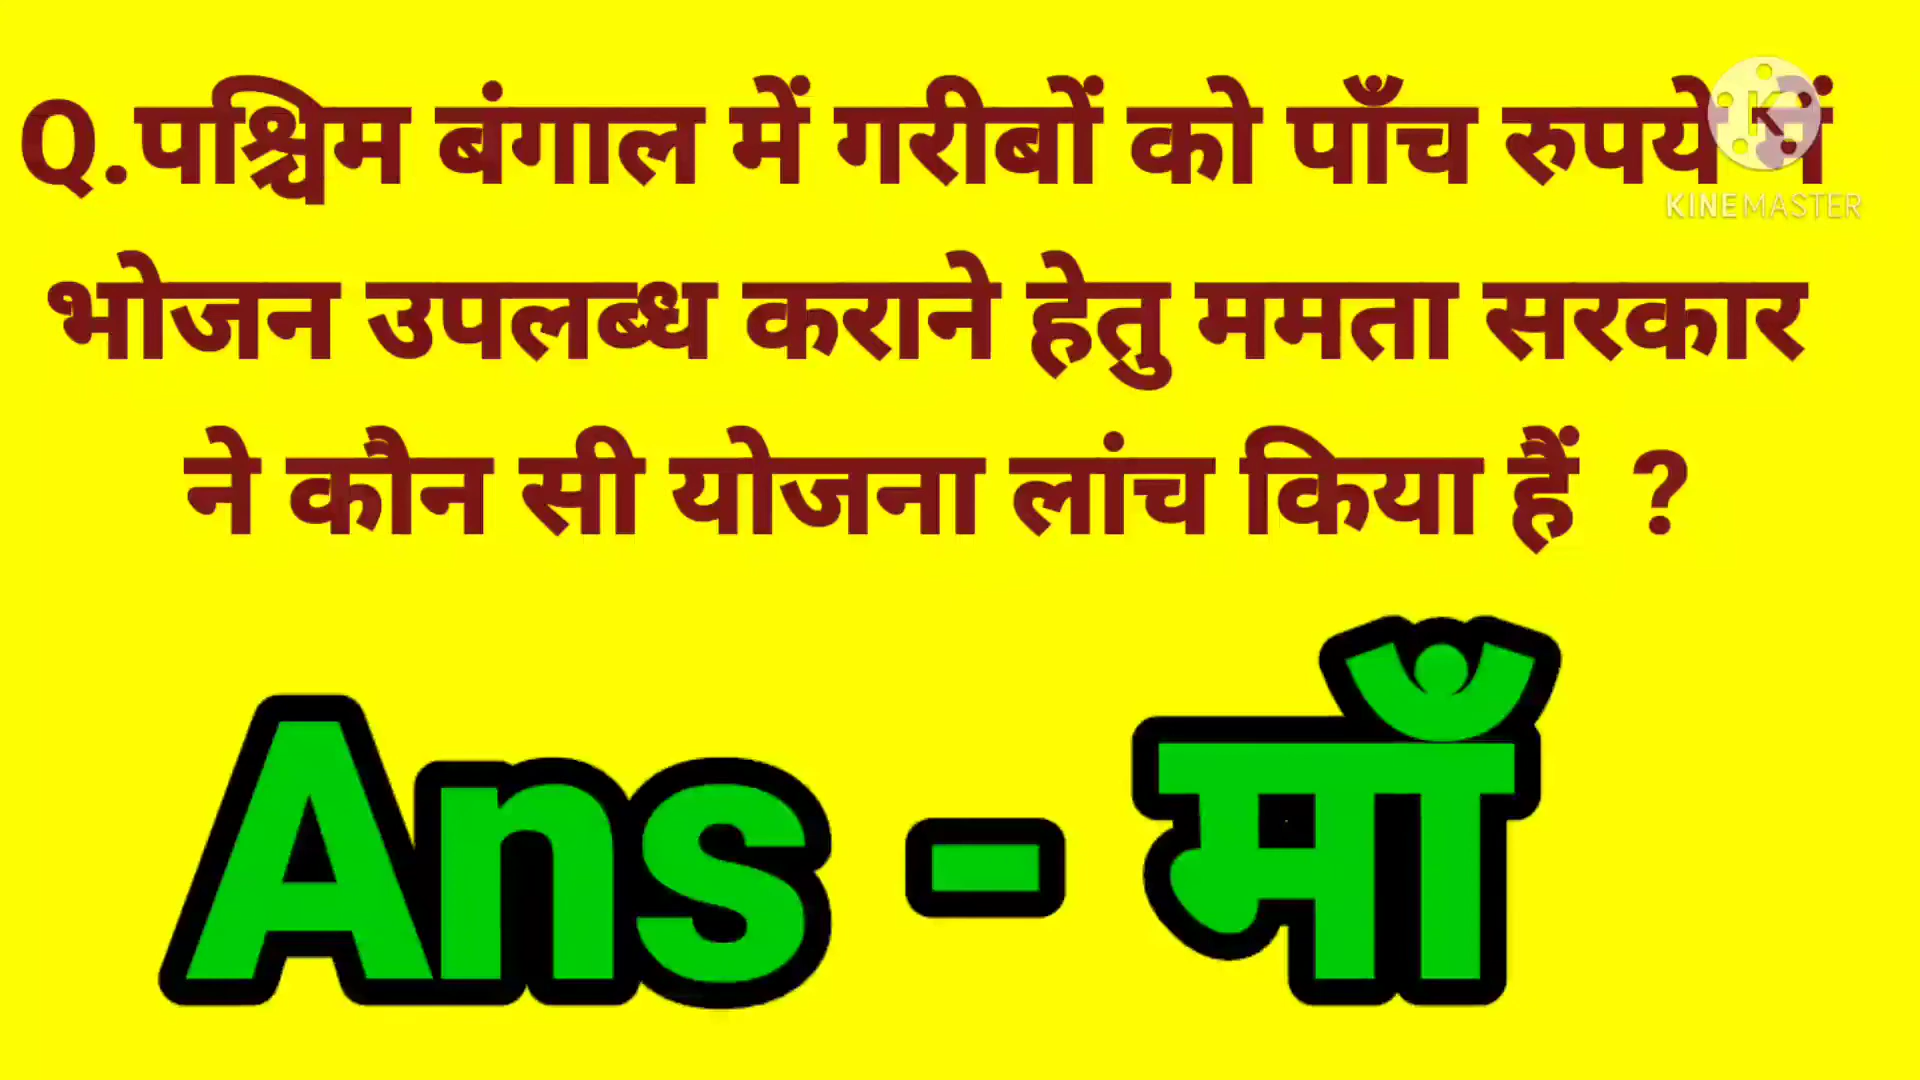 Q.पश्चिम बंगाल में गरीबों को पाँच रुपये में
KINEMASTER
भोजन उपलब्ध कराने हेतु ममता सरकार
ने कौन सी योजना लांच किया हैं ?
Ans - माँ